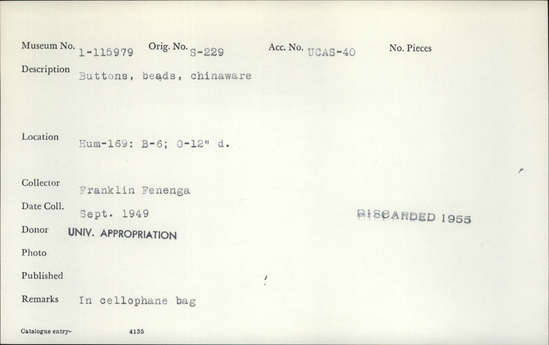 Museum No. 1-115979 Orig. No. S-229 Acc. No. UCAS-40 No. Pieces
Description Buttons, beads, chinaware
Location Hum-169: B-6; 0-12" d.
Collector Franklin Fenenga
Date Coll. Sept. 1949 DISCARDED 1955
Donor UNIV. APPROPRIATION
Photo
Published
Remarks In cellophane bag
Catalogue entry- 4135